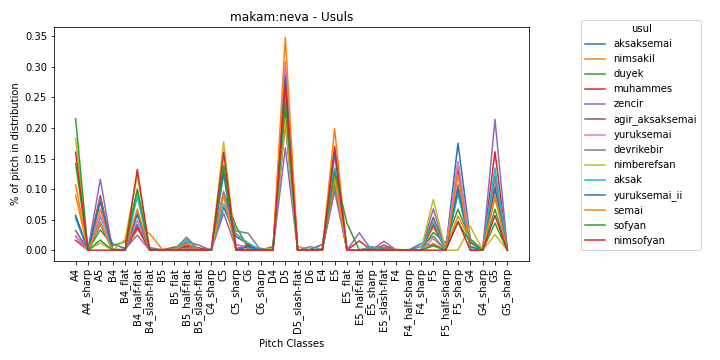 makam:neva - Usuls
% of pitch in distribution
0.35
0.30
0.25
0.20
0.15
0.10
0.05
0.00
A4
A4_sharp
A5
B4
B4_flat
B4_half-flat
B4_slash-flat
B5
B5_flat
B5_half-flat
B5_slash-flat
C4_sharp
C5
C5_sharp
C6
C6_sharp
D4
D5
D5_slash-flat
D6
E4
E5
E5_flat
E5_half-flat
E5_sharp
E5_slash-flat
F4
F4_half-sharp
F4_sharp
F5
F5_half-sharp
F5_sharp
G4
G4_sharp
G5
G5_sharp
Pitch Classes
usul
aksaksemai
nimsakil
duyek
muhammes
zencir
agir_aksaksemai
yuruksemai
devrikebir
nimberefsan
aksak
yuruksemai_ii
semai
sofyan
nimsofyan